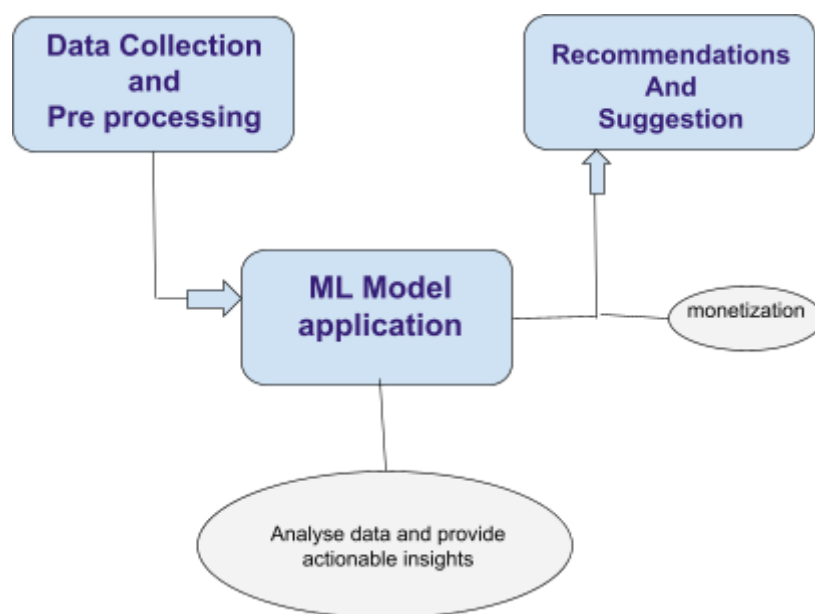 Data Collection
and
Pre processing
Recommendations
And
Suggestion
ML Model
application
monetization
Analyse data and provide
actionable insights